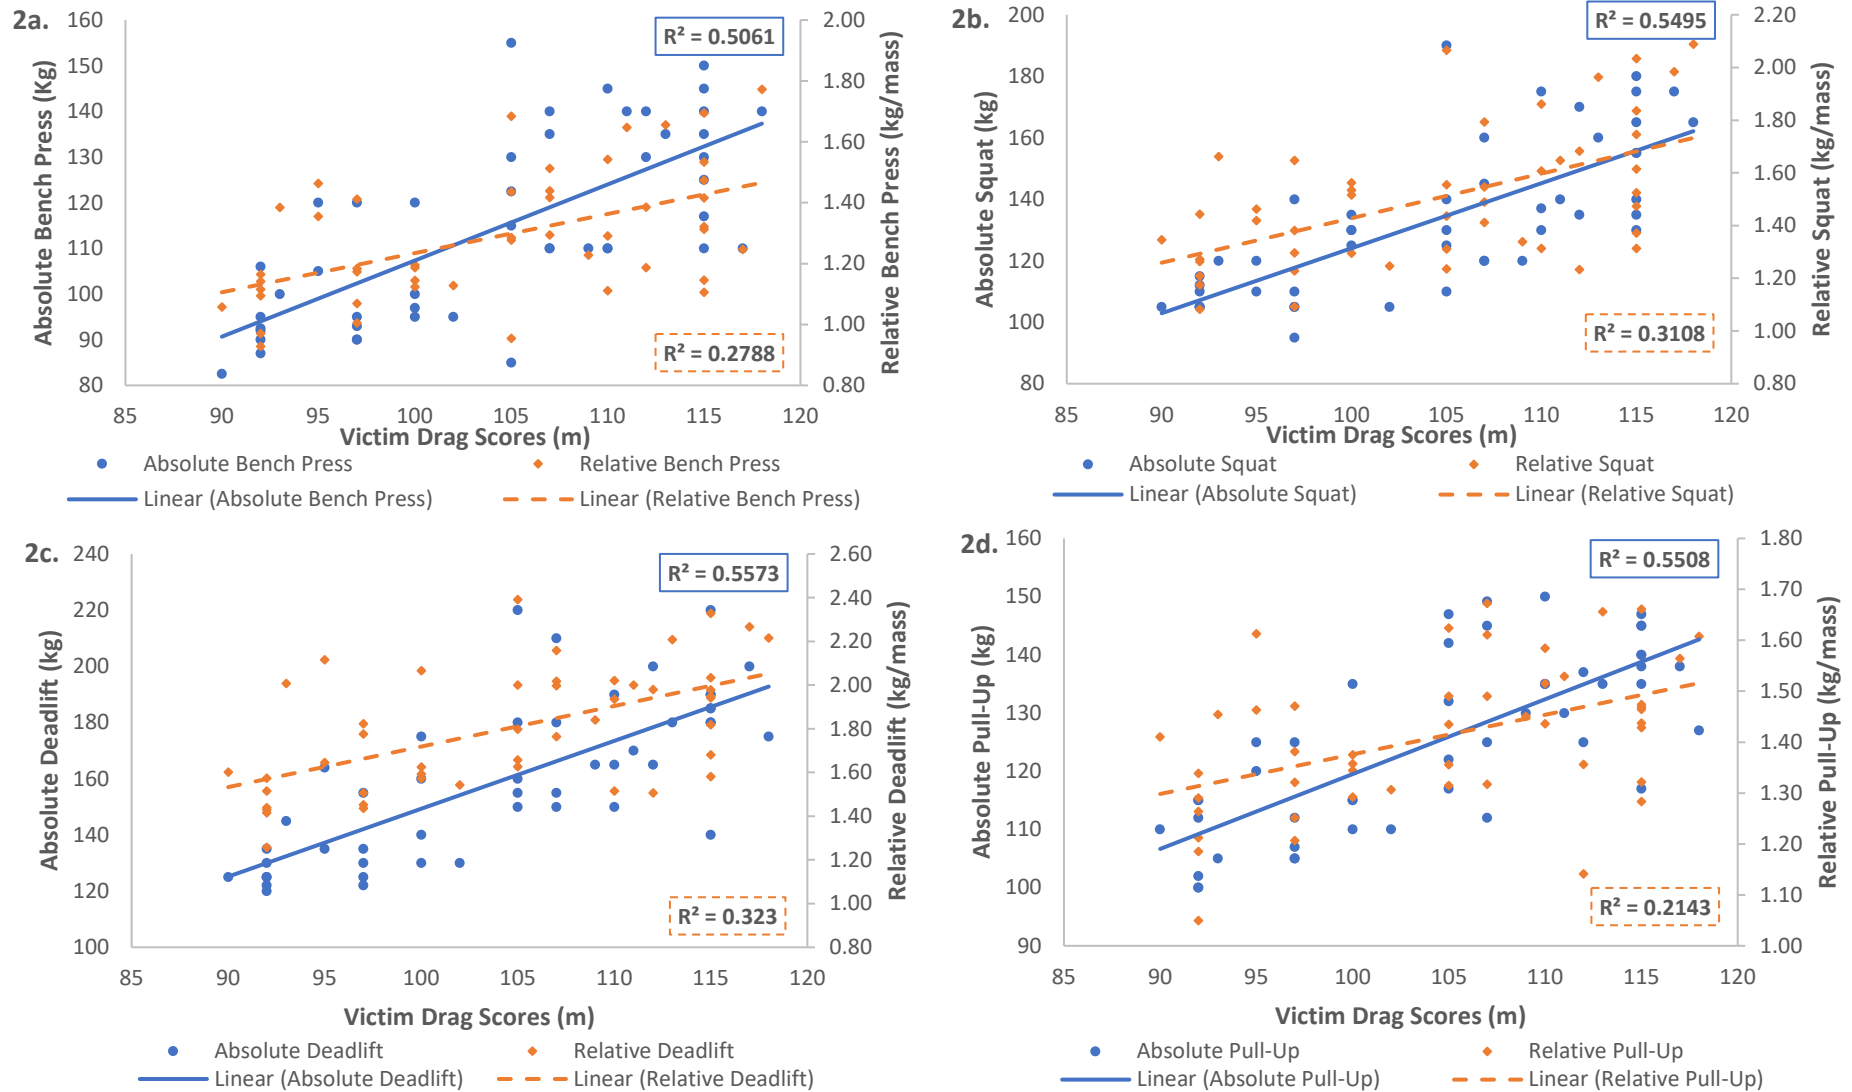 2a.
R² = 0.5061
Absolute Bench Press (Kg)
160
150
140
130
120
110
100
90
80
2.00
1.80
1.60
1.40
1.20
1.00
0.80
Relative Bench Press (kg/mass)
R² = 0.2788
85 90 95 100 105 110 115 120
Victim Drag Scores (m)
Absolute Bench Press Relative Bench Press
Linear (Absolute Bench Press) Linear (Relative Bench Press)
2b.
R² = 0.5495
Absolute Squat (kg)
200
180
160
140
120
100
80
2.20
2.00
1.80
1.60
1.40
1.20
1.00
0.80
Relative Squat (kg/mass)
R² = 0.3108
85 90 95 100 105 110 115 120
Victim Drag Scores (m)
Absolute Squat Relative Squat
Linear (Absolute Squat) Linear (Relative Squat)
2c.
R² = 0.5573
Absolute Deadlift (kg)
240
220
200
180
160
140
120
100
2.60
2.40
2.20
2.00
1.80
1.60
1.40
1.20
1.00
0.80
Relative Deadlift (kg/mass)
R² = 0.323
85 90 95 100 105 110 115 120
Victim Drag Scores (m)
Absolute Deadlift Relative Deadlift
Linear (Absolute Deadlift) Linear (Relative Deadlift)
2d.
R² = 0.5508
Absolute Pull-Up (kg)
160
150
140
130
120
110
100
90
1.80
1.70
1.60
1.50
1.40
1.30
1.20
1.10
1.00
Relative Pull-Up (kg/mass)
R² = 0.2143
85 90 95 100 105 110 115 120
Victim Drag Scores (m)
Absolute Pull-Up Relative Pull-Up
Linear (Absolute Pull-Up) Linear (Relative Pull-Up)